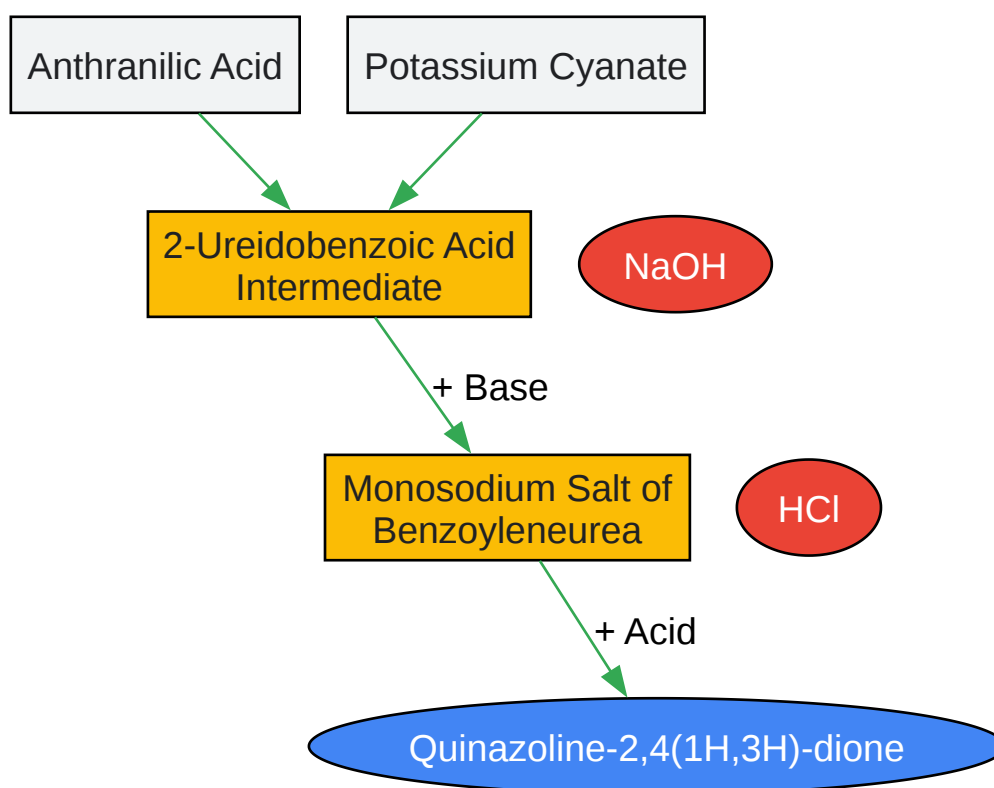 Anthranilic Acid
Potassium Cyanate
2-Ureidobenzoic Acid
Intermediate
NaOH
+ Base
Monosodium Salt of
Benzoyleneurea
HCl
+ Acid
Quinazoline-2,4(1H,3H)-dione